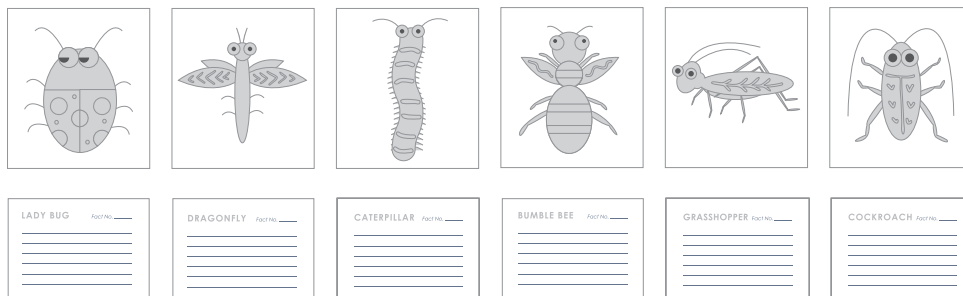 LADY BUG Fact No.
DRAGONFLY Fact No.
CATERPILLAR Fact No.
BUMBLE BEE Fact No.
GRASSHOPPER Fact No.
COCKROACH Fact No.